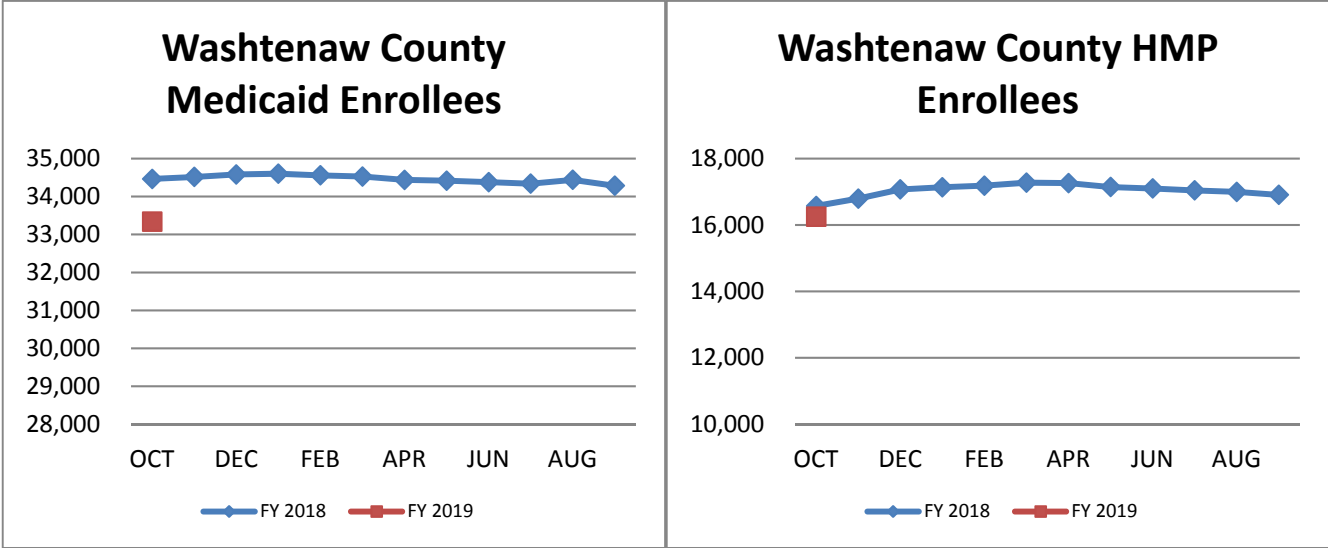 Washtenaw County
Medicaid Enrollees
35,000
34,000
33,000
32,000
31,000
30,000
29,000
28,000
OCT DEC FEB APR JUN AUG
FY 2018 FY 2019
Washtenaw County HMP
Enrollees
18,000
16,000
14,000
12,000
10,000
OCT DEC FEB APR JUN AUG
FY 2018 FY 2019